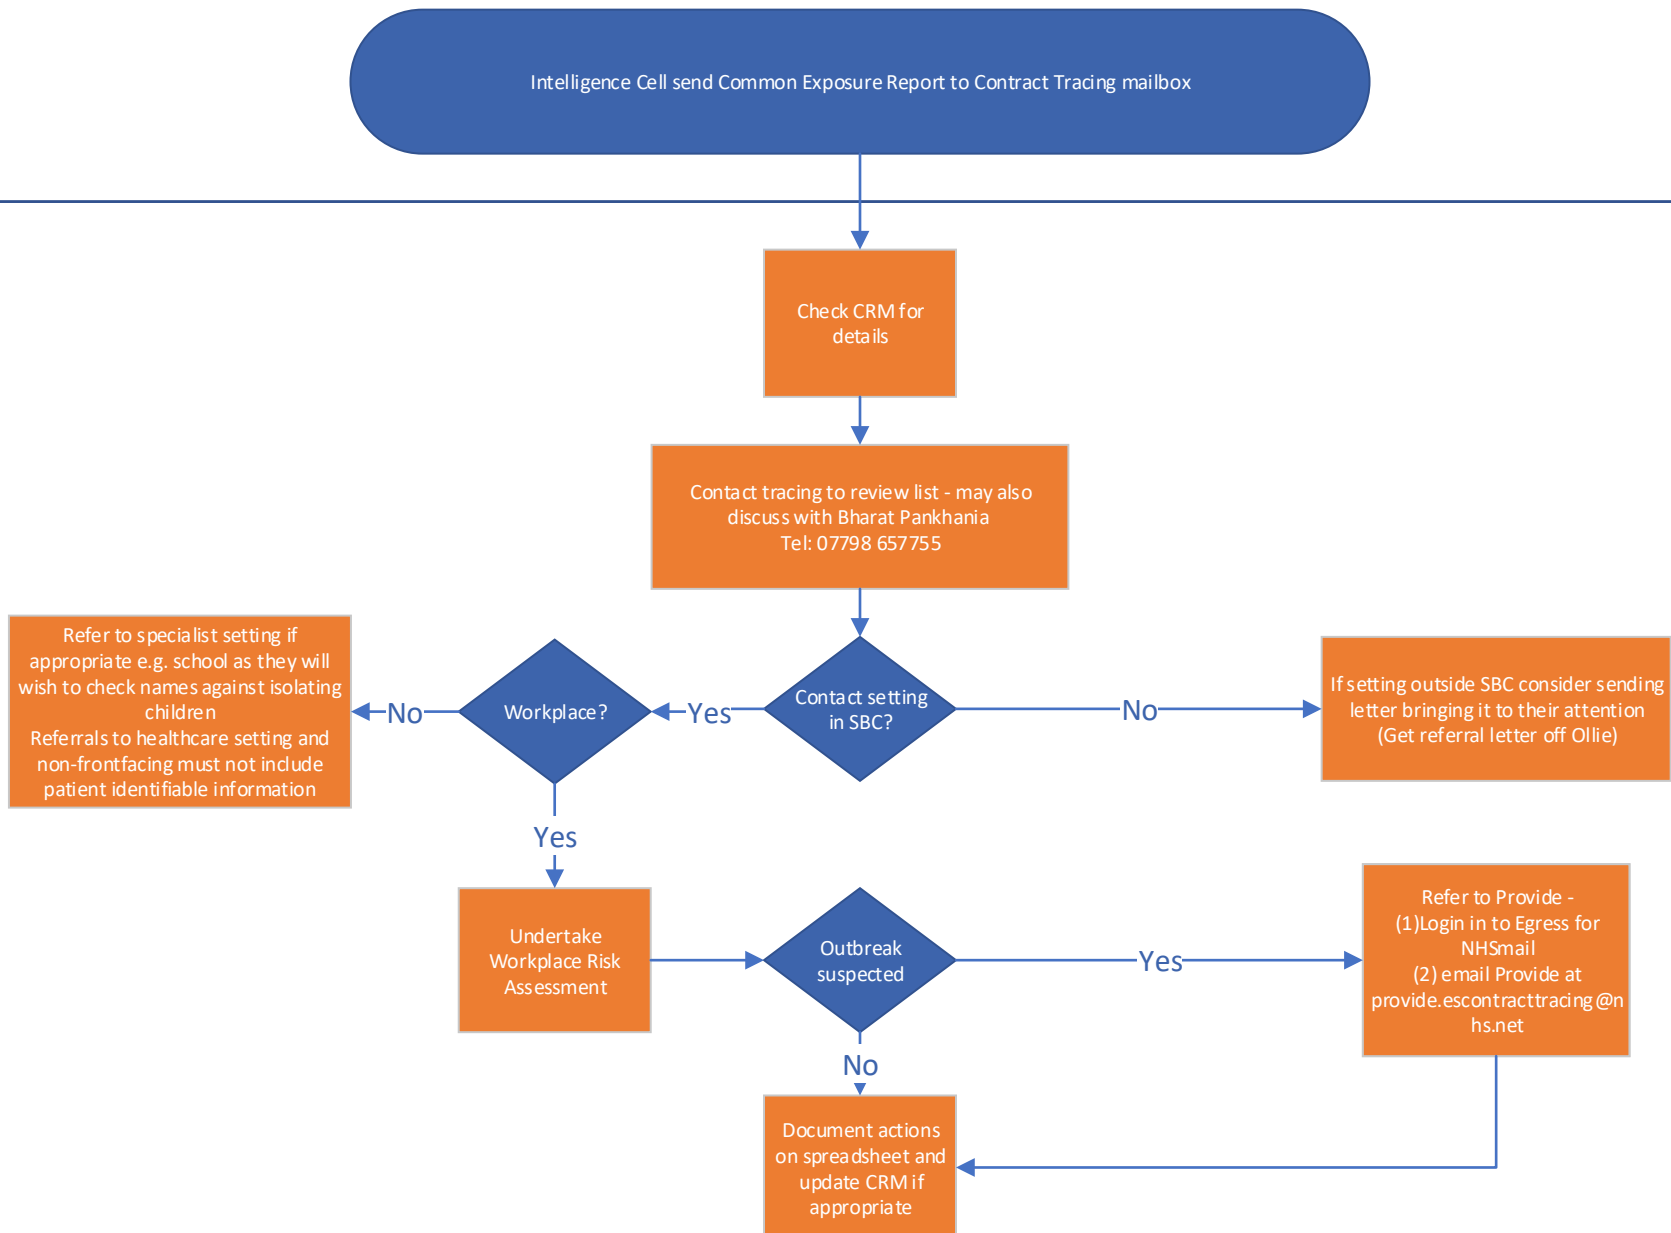 Intelligence Cell send Common Exposure Report to Contract Tracing mailbox
Check CRM for
details
Contact tracing to review list - may also
discuss with Bharat Pankhania
Tel: 07798 657755
Contact setting
in SBC?
Yes
No
If setting outside SBC consider sending
letter bringing it to their attention
(Get referral letter off Ollie)
Workplace?
No
Refer to specialist setting if
appropriate e.g. school as they will
wish to check names against isolating
children
Referrals to healthcare setting and
non-frontfacing must not include
patient identifiable information
Yes
Undertake
Workplace Risk
Assessment
Outbreak
suspected
Yes
Refer to Provide -
(1)Login in to Egress for
NHSmail
(2) email Provide at
provide.escontracttracing@n
hs.net
No
Document actions
on spreadsheet and
update CRM if
appropriate